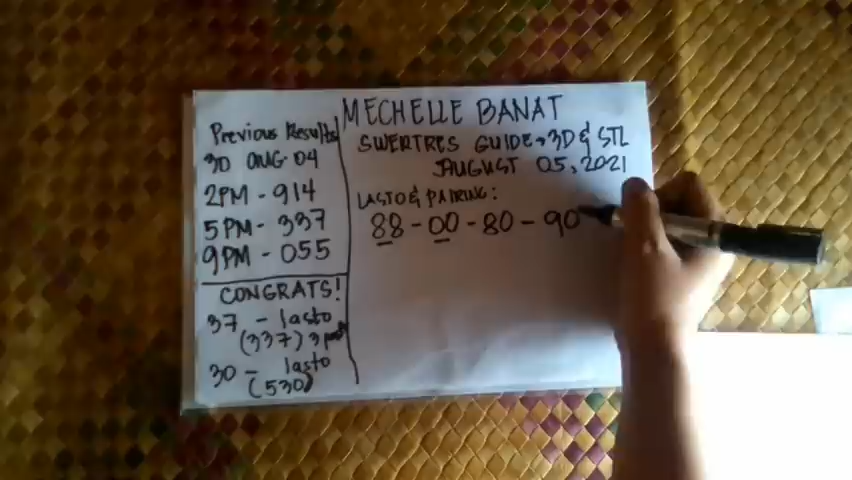 MECHELLE BANAT
SWERTRES GUIDE→3D & STL
AUGUST 05, 2021
Previous Results
3D AUG. 04
2PM - 914
5PM - 337
9PM - 055
CONGRATS!
37 - lasto
(337) 3pm
30 - lasto
(530)
LASTO & PAIRING:
88 - 00 - 80 - 90